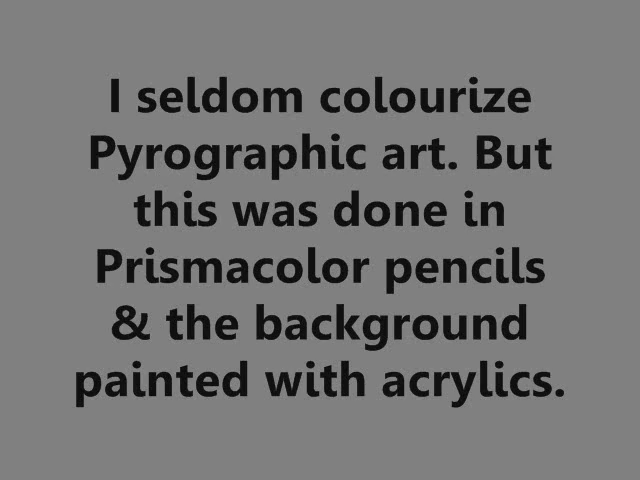 I seldom colourize
Pyrographic art. But
this was done in
Prismacolor pencils
& the background
painted with acrylics.